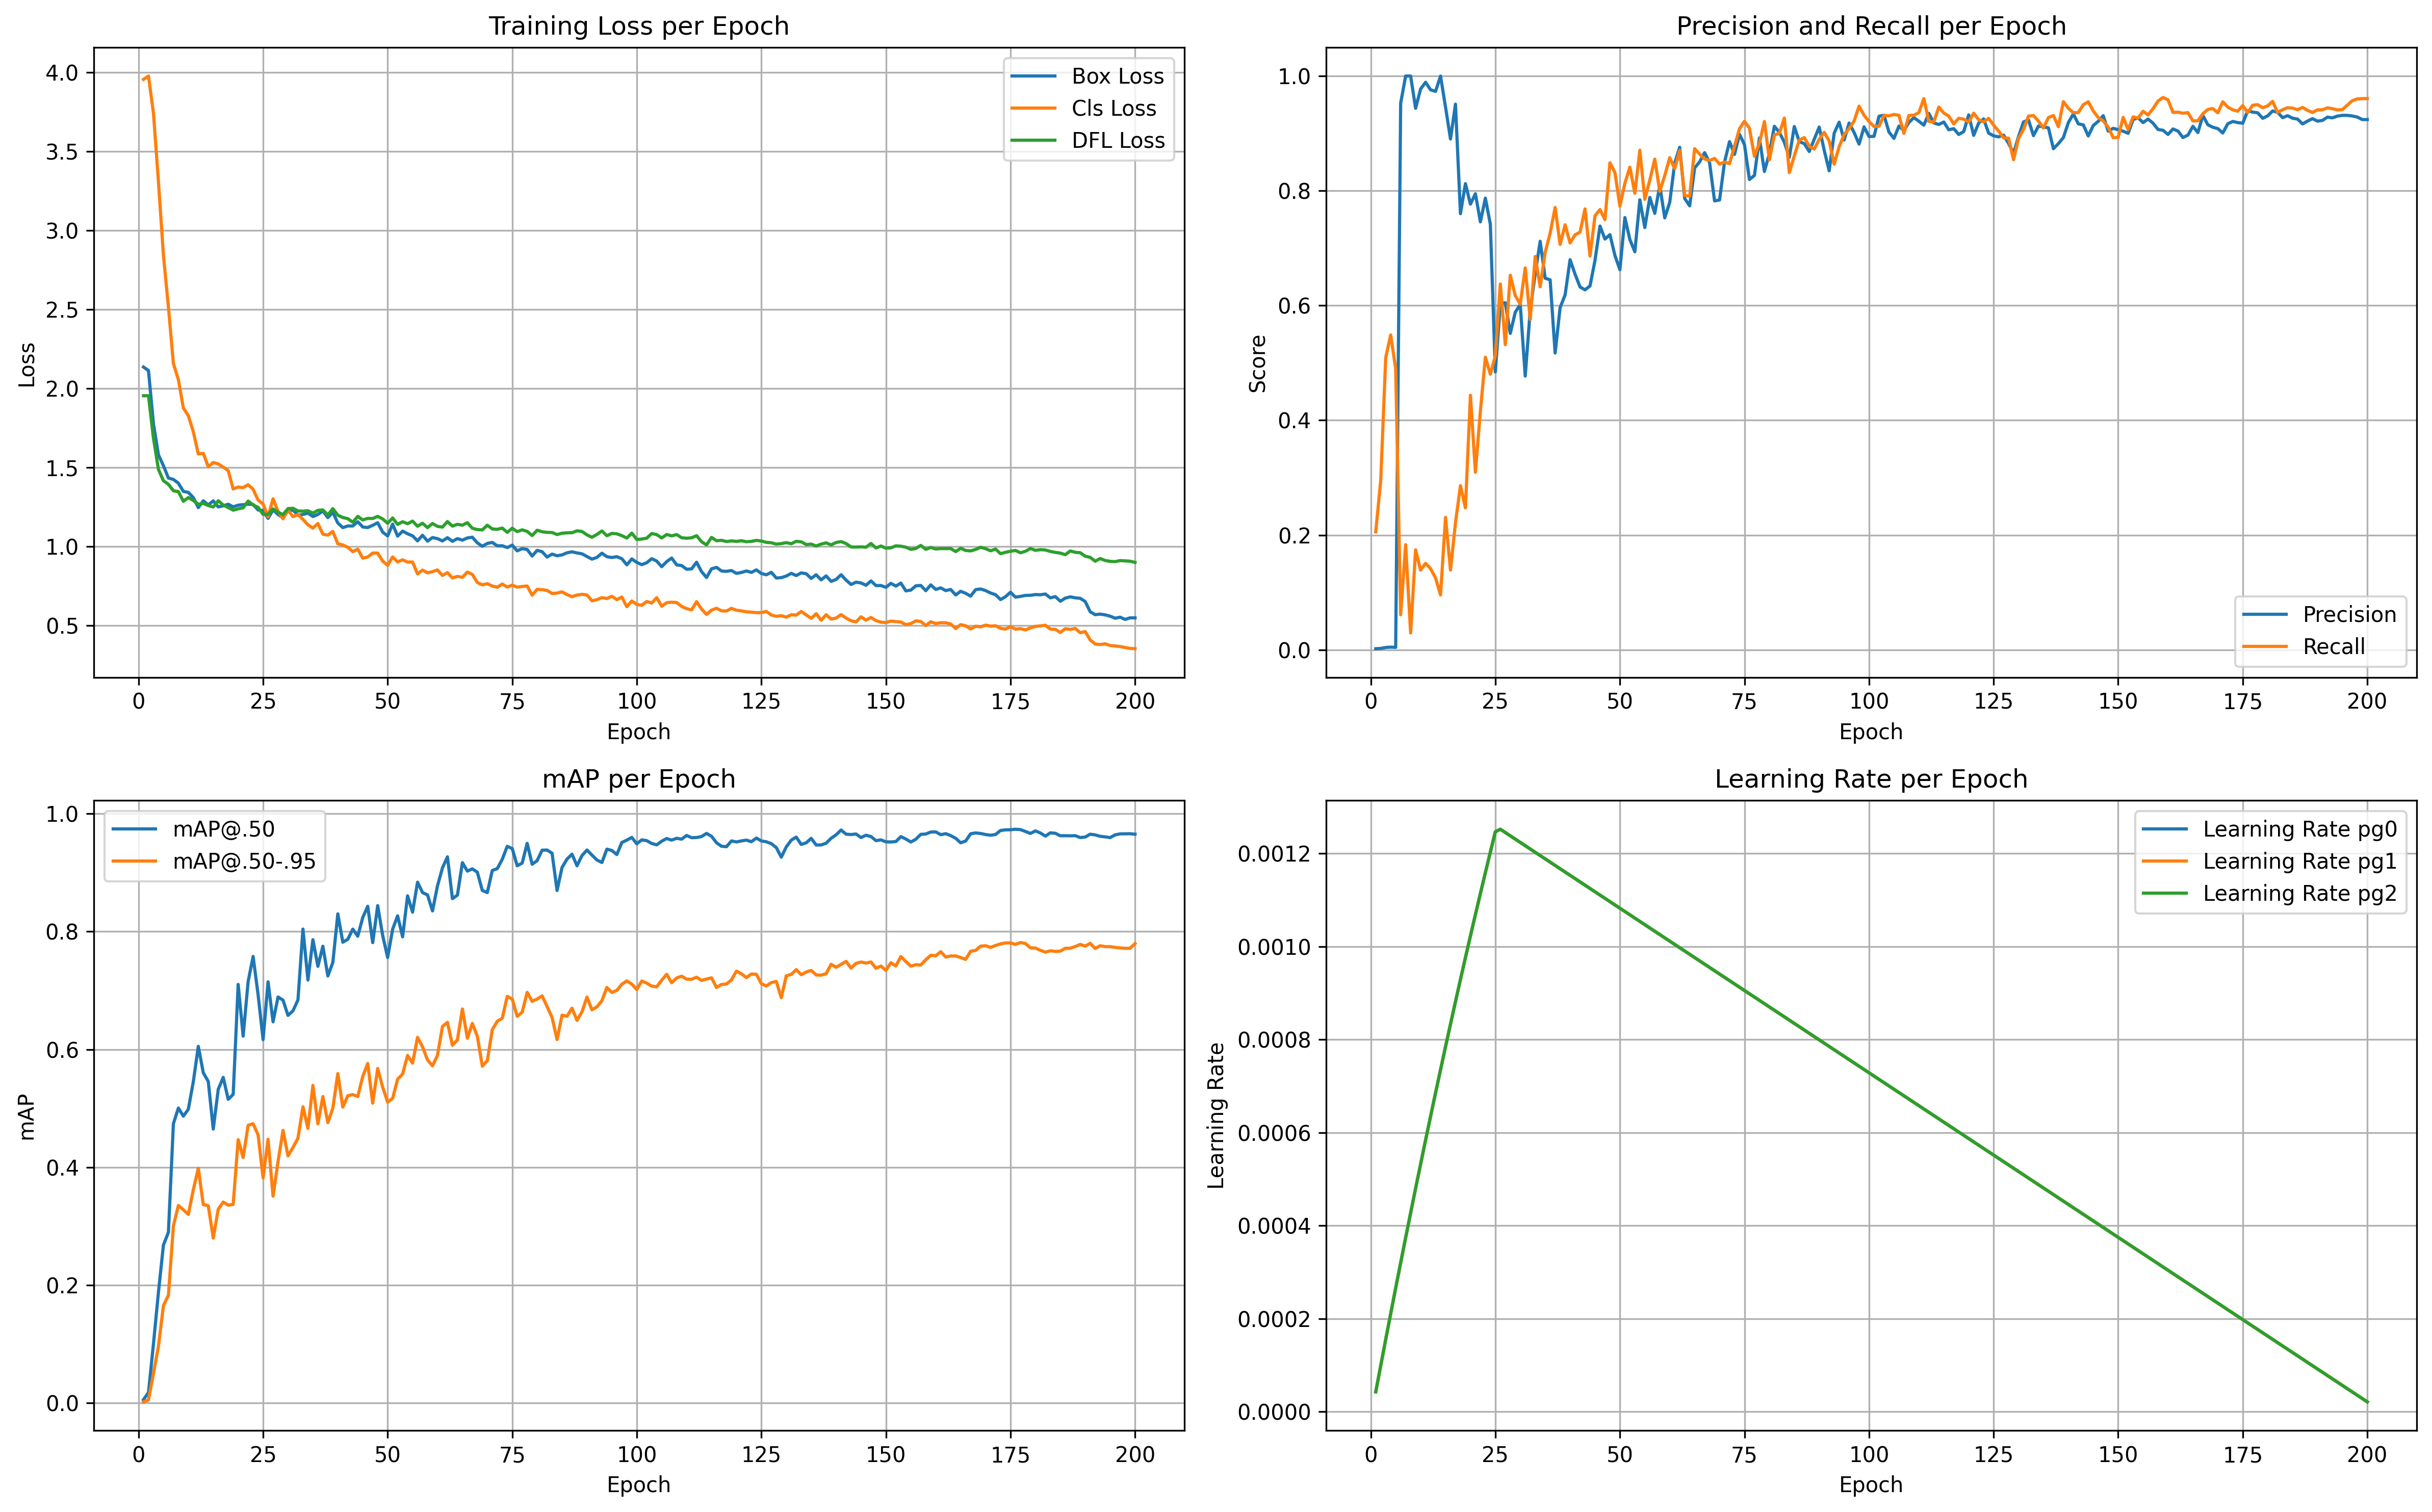 Training Loss per Epoch
4.0
3.5
3.0
2.5
2.0
1.5
1.0
0.5
Loss
0 25 50 75 100 125 150 175 200
Epoch
Box Loss
Cls Loss
DFL Loss
Precision and Recall per Epoch
1.0
0.8
0.6
0.4
0.2
0.0
Score
0 25 50 75 100 125 150 175 200
Epoch
Precision
Recall
mAP per Epoch
1.0
0.8
0.6
0.4
0.2
0.0
mAP
0 25 50 75 100 125 150 175 200
Epoch
mAP@.50
mAP@.50-.95
Learning Rate per Epoch
0.0012
0.0010
0.0008
0.0006
0.0004
0.0002
0.0000
Learning Rate
0 25 50 75 100 125 150 175 200
Epoch
Learning Rate pg0
Learning Rate pg1
Learning Rate pg2